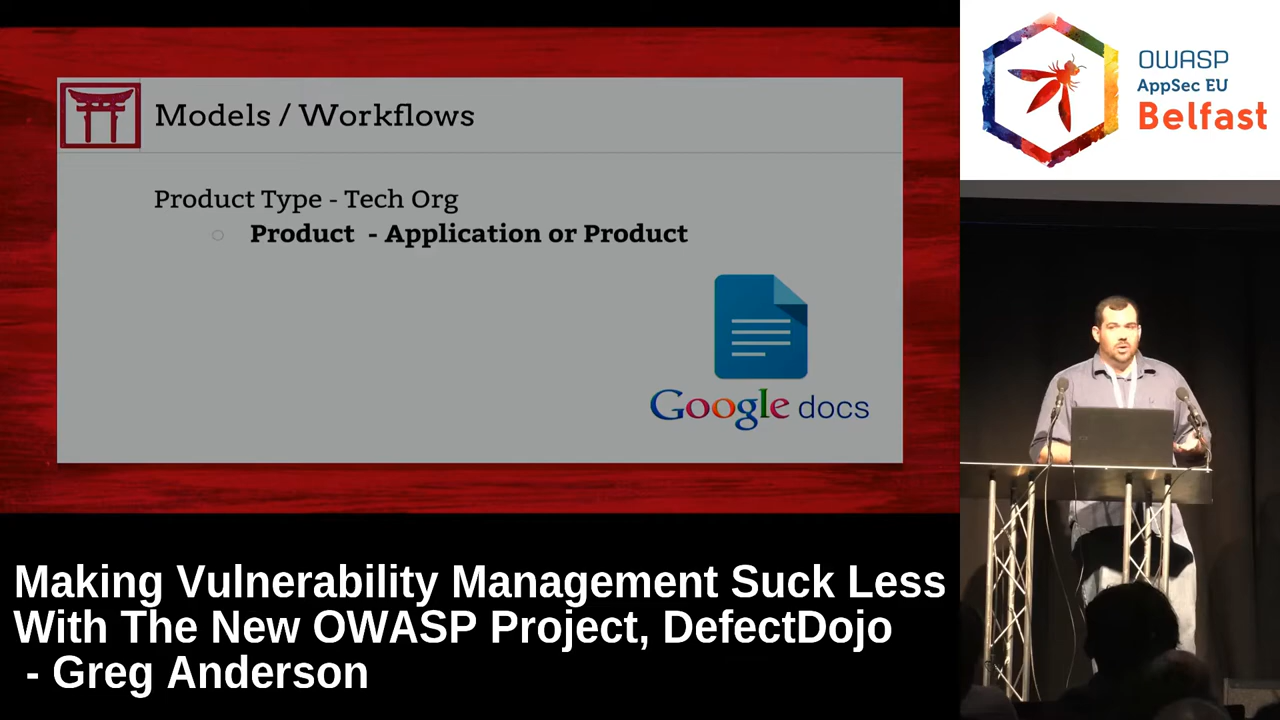 Models / Workflows
Product Type - Tech Org
Product - Application or Product
Google docs
OWASP
AppSec EU
Belfast
Making Vulnerability Management Suck Less
With The New OWASP Project, DefectDojo
- Greg Anderson